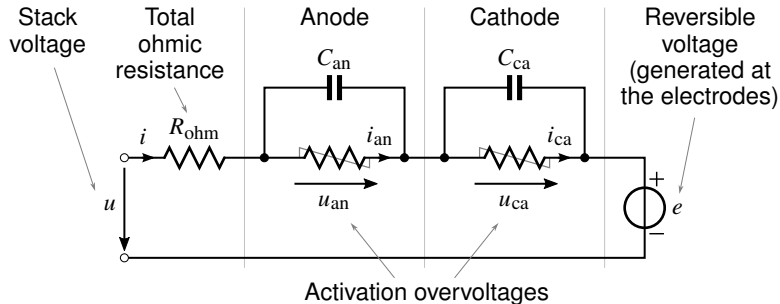 Stack
voltage
Total
ohmic
resistance
Anode
Cathode
Reversible
voltage
(generated at
the electrodes)
C_an
C_ca
i
R_ohm
i_an
i_ca
u
u_an
u_ca
+
e
−
Activation overvoltages